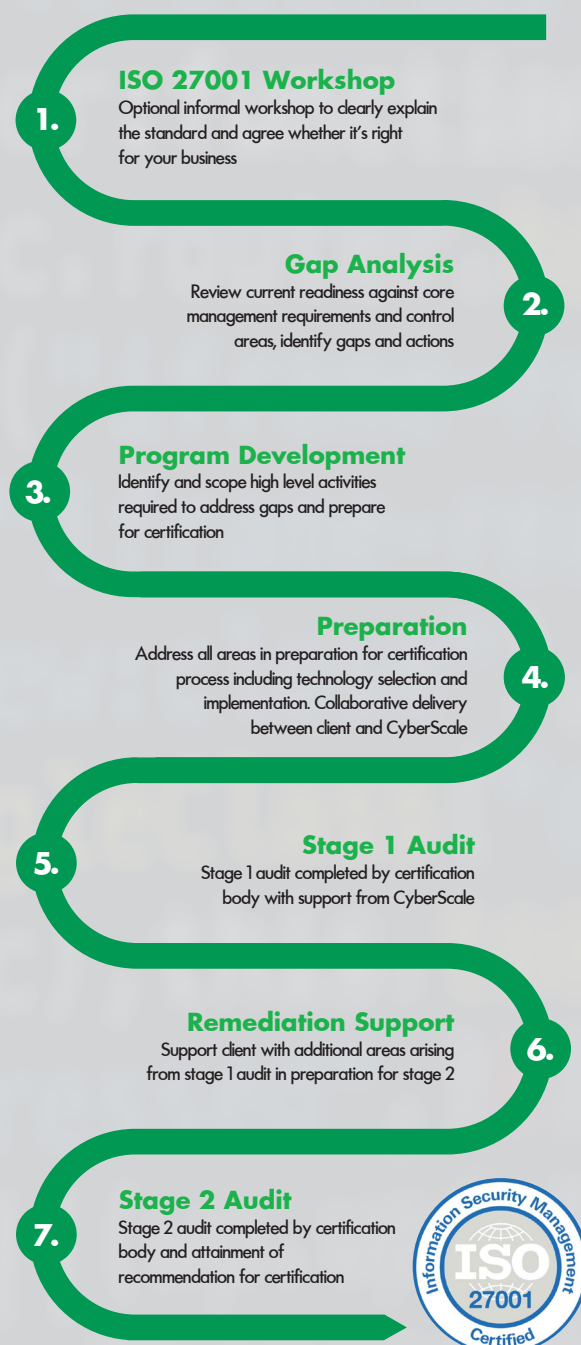 1.
ISO 27001 Workshop
Optional informal workshop to clearly explain
the standard and agree whether it's right
for your business
2.
Gap Analysis
Review current readiness against core
management requirements and control
areas, identify gaps and actions
3.
Program Development
Identify and scope high level activities
required to address gaps and prepare
for certification
4.
Preparation
Address all areas in preparation for certification
process including technology selection and
implementation. Collaborative delivery
between client and CyberScale
5.
Stage 1 Audit
Stage 1 audit completed by certification
body with support from CyberScale
6.
Remediation Support
Support client with additional areas arising
from stage 1 audit in preparation for stage 2
7.
Stage 2 Audit
Stage 2 audit completed by certification
body and attainment of
recommendation for certification
Information Security Management
ISO
27001
Certified